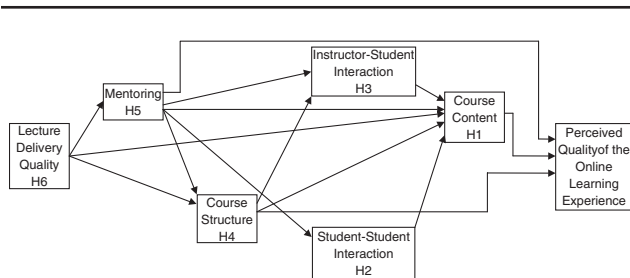 Instructor-Student
Interaction
H3
Mentoring
H5
Course
Content
H1
Lecture
Delivery
Quality
H6
Perceived
Qualityof the
Online
Learning
Experience
Course
Structure
H4
Student-Student
Interaction
H2